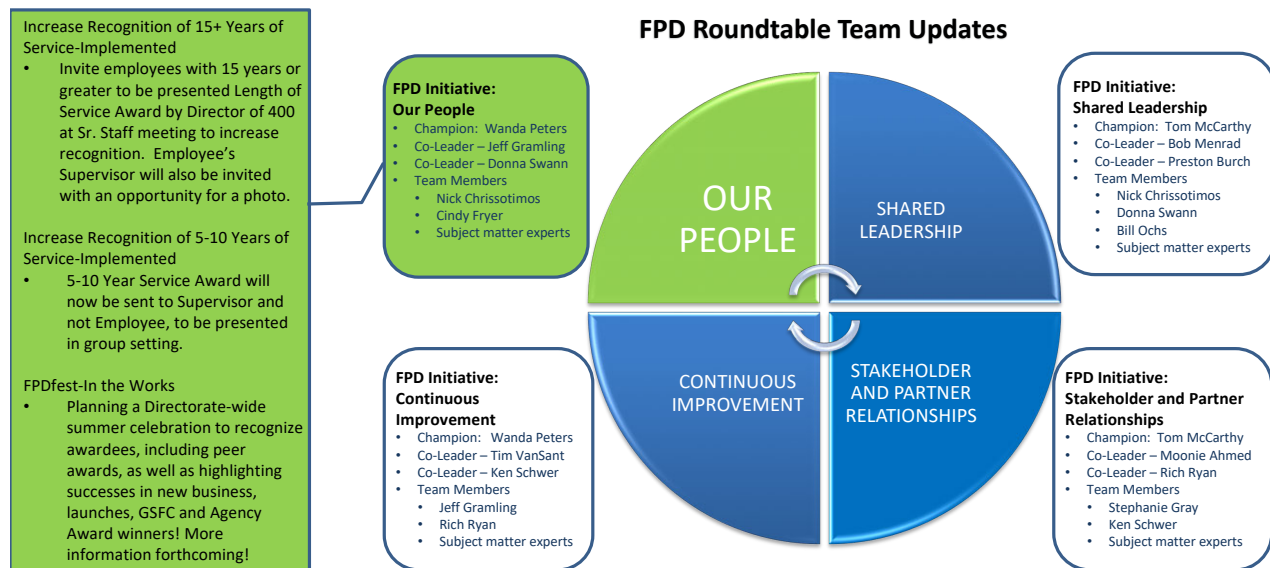 FPD Roundtable Team Updates
Increase Recognition of 15+ Years of
Service-Implemented
• Invite employees with 15 years or
greater to be presented Length of
Service Award by Director of 400
at Sr. Staff meeting to increase
recognition.  Employee's
Supervisor will also be invited
with an opportunity for a photo.
Increase Recognition of 5-10 Years of
Service-Implemented
• 5-10 Year Service Award will
now be sent to Supervisor and
not Employee, to be presented
in group setting.
FPDfest-In the Works
• Planning a Directorate-wide
summer celebration to recognize
awardees, including peer
awards, as well as highlighting
successes in new business,
launches, GSFC and Agency
Award winners! More
information forthcoming!
FPD Initiative:
Our People
• Champion:  Wanda Peters
• Co-Leader – Jeff Gramling
• Co-Leader – Donna Swann
• Team Members
• Nick Chrissotimos
• Cindy Fryer
• Subject matter experts
OUR
PEOPLE
SHARED
LEADERSHIP
FPD Initiative:
Shared Leadership
• Champion:  Tom McCarthy
• Co-Leader – Bob Menrad
• Co-Leader – Preston Burch
• Team Members
• Nick Chrissotimos
• Donna Swann
• Bill Ochs
• Subject matter experts
FPD Initiative:
Continuous
Improvement
• Champion:  Wanda Peters
• Co-Leader – Tim VanSant
• Co-Leader – Ken Schwer
• Team Members
• Jeff Gramling
• Rich Ryan
• Subject matter experts
CONTINUOUS
IMPROVEMENT
STAKEHOLDER
AND PARTNER
RELATIONSHIPS
FPD Initiative:
Stakeholder and Partner
Relationships
• Champion:  Tom McCarthy
• Co-Leader – Moonie Ahmed
• Co-Leader – Rich Ryan
• Team Members
• Stephanie Gray
• Ken Schwer
• Subject matter experts